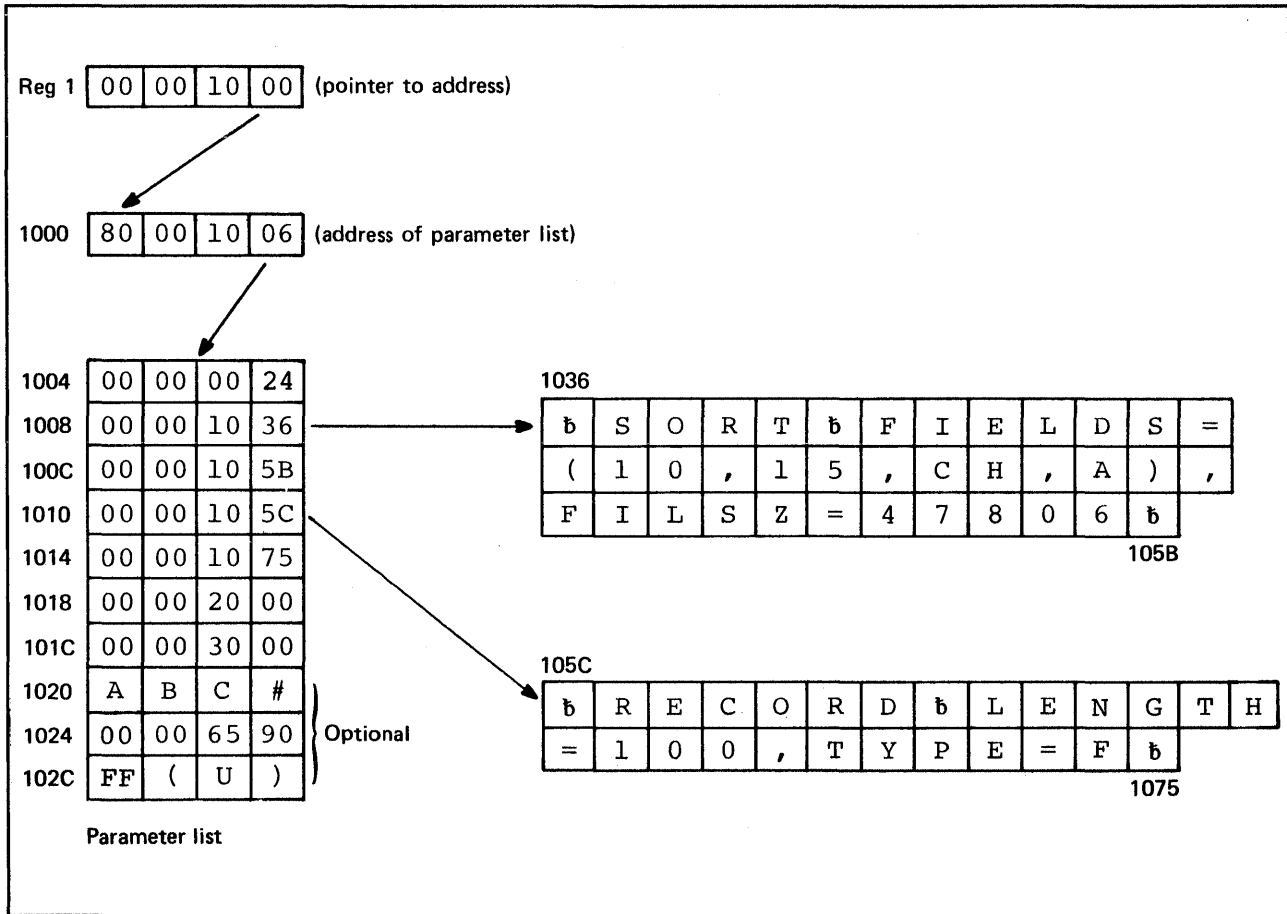 Reg 1 00 00 10 00 (pointer to address)
1000 80 00 10 06 (address of parameter list)
1004 00 00 00 24
1008 00 00 10 36
100C 00 00 10 5B
1010 00 00 10 5C
1014 00 00 10 75
1018 00 00 20 00
101C 00 00 30 00
1020 A B C #
1024 00 00 65 90
102C FF ( U )
Optional
Parameter list
1036
ƀ S O R T ƀ F I E L D S =
( 1 0 , 1 5 , C H , A ) ,
F I L S Z = 4 7 8 0 6 ƀ
105B
105C
ƀ R E C O R D ƀ L E N G T H
= 1 0 0 , T Y P E = F ƀ
1075